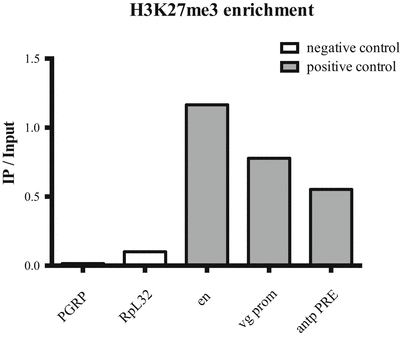 H3K27me3 enrichment
negative control
positive control
IP / Input
1.5
1.0
0.5
0.0
PGRP
RpL32
en
vg prom
antp PRE